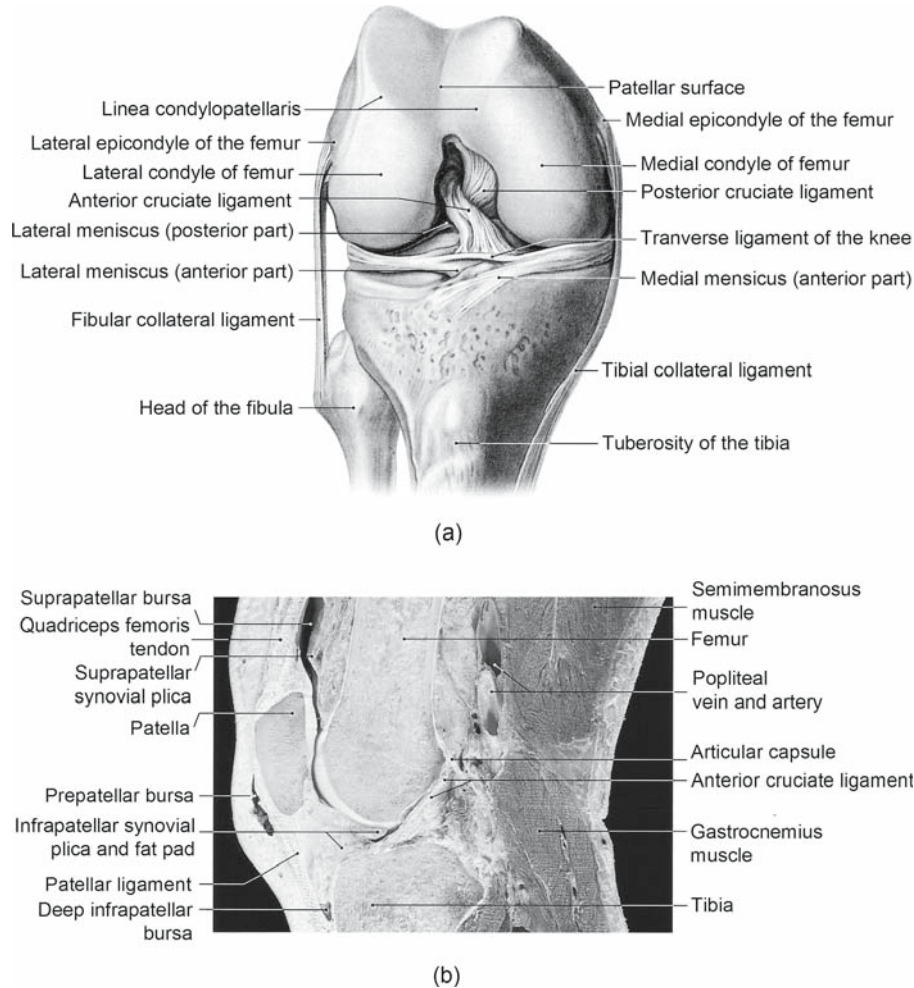 Linea condylopatellaris
Lateral epicondyle of the femur
Lateral condyle of femur
Anterior cruciate ligament
Lateral meniscus (posterior part)
Lateral meniscus (anterior part)
Fibular collateral ligament
Head of the fibula
Patellar surface
Medial epicondyle of the femur
Medial condyle of femur
Posterior cruciate ligament
Tranverse ligament of the knee
Medial mensicus (anterior part)
Tibial collateral ligament
Tuberosity of the tibia
(a)
Suprapatellar bursa
Quadriceps femoris
tendon
Suprapatellar
synovial plica
Patella
Prepatellar bursa
Infrapatellar synovial
plica and fat pad
Patellar ligament
Deep infrapatellar
bursa
Semimembranosus
muscle
Femur
Popliteal
vein and artery
Articular capsule
Anterior cruciate ligament
Gastrocnemius
muscle
Tibia
(b)